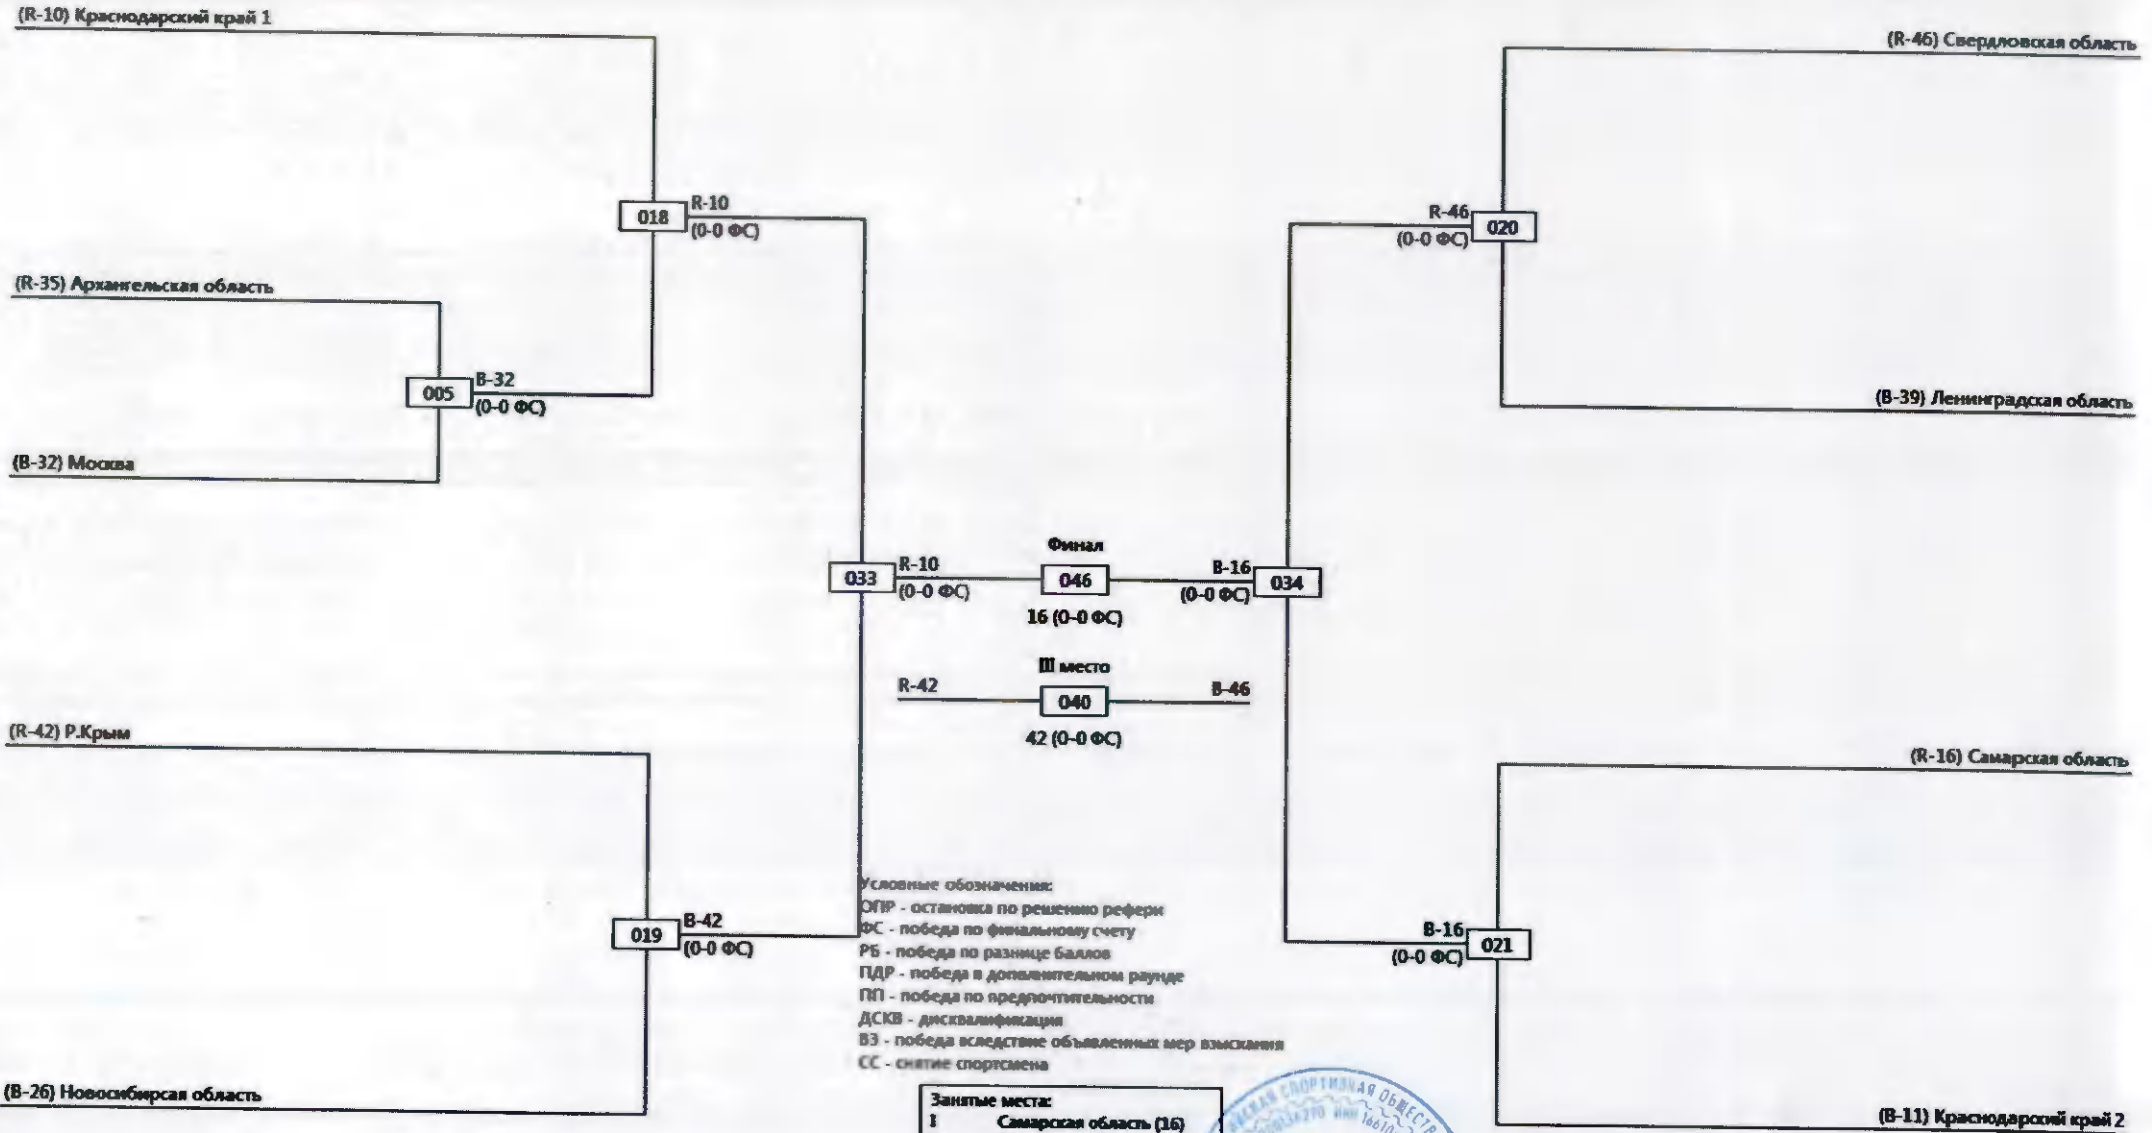 (R-10) Краснодарский край 1
(R-46) Свердловская область
018
R-10
(0-0 ФС)
R-46
(0-0 ФС)
020
(R-35) Архангельская область
005
B-32
(0-0 ФС)
(B-39) Ленинградская область
(B-32) Москва
033
R-10
(0-0 ФС)
Финал
046
16 (0-0 ФС)
B-16
(0-0 ФС)
034
III место
R-42
040
B-46
42 (0-0 ФС)
(R-42) Р.Крым
(R-16) Самарская область
019
B-42
(0-0 ФС)
B-16
(0-0 ФС)
021
Условные обозначения:
ОПР - остановка по решению рефери
ФС - победа по финальному счету
РБ - победа по разнице баллов
ПДР - победа в дополнительном раунде
ПП - победа по предпочтительности
ДСКВ - дисквалификация
ВЗ - победа вследствие объявленных мер взыскания
СС - снятие спортсмена
(B-26) Новосибирсая область
(B-11) Краснодарский край 2
Занятые места:
I Самарская область (16)
СПОРТИВНАЯ